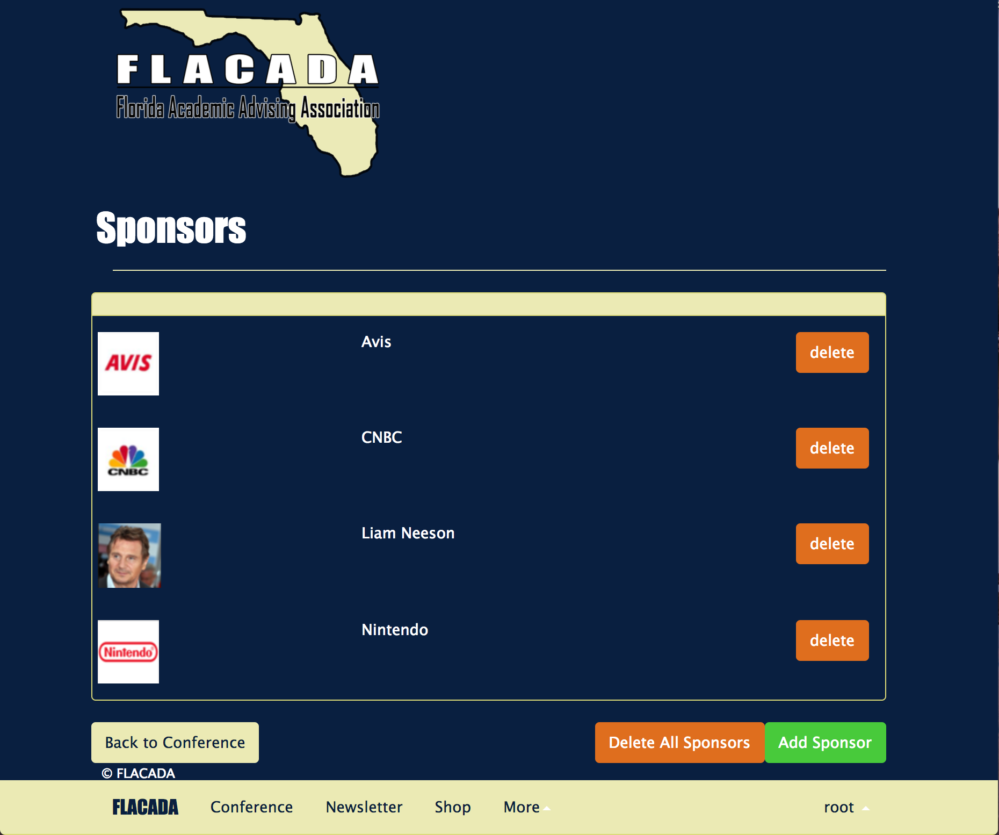 FLACADA
Florida Academic Advising Association
Sponsors
AVIS
Avis
delete
CNBC
CNBC
delete
Liam Neeson
delete
Nintendo
Nintendo
delete
Back to Conference
Delete All Sponsors
Add Sponsor
© FLACADA
FLACADA Conference Newsletter Shop More root